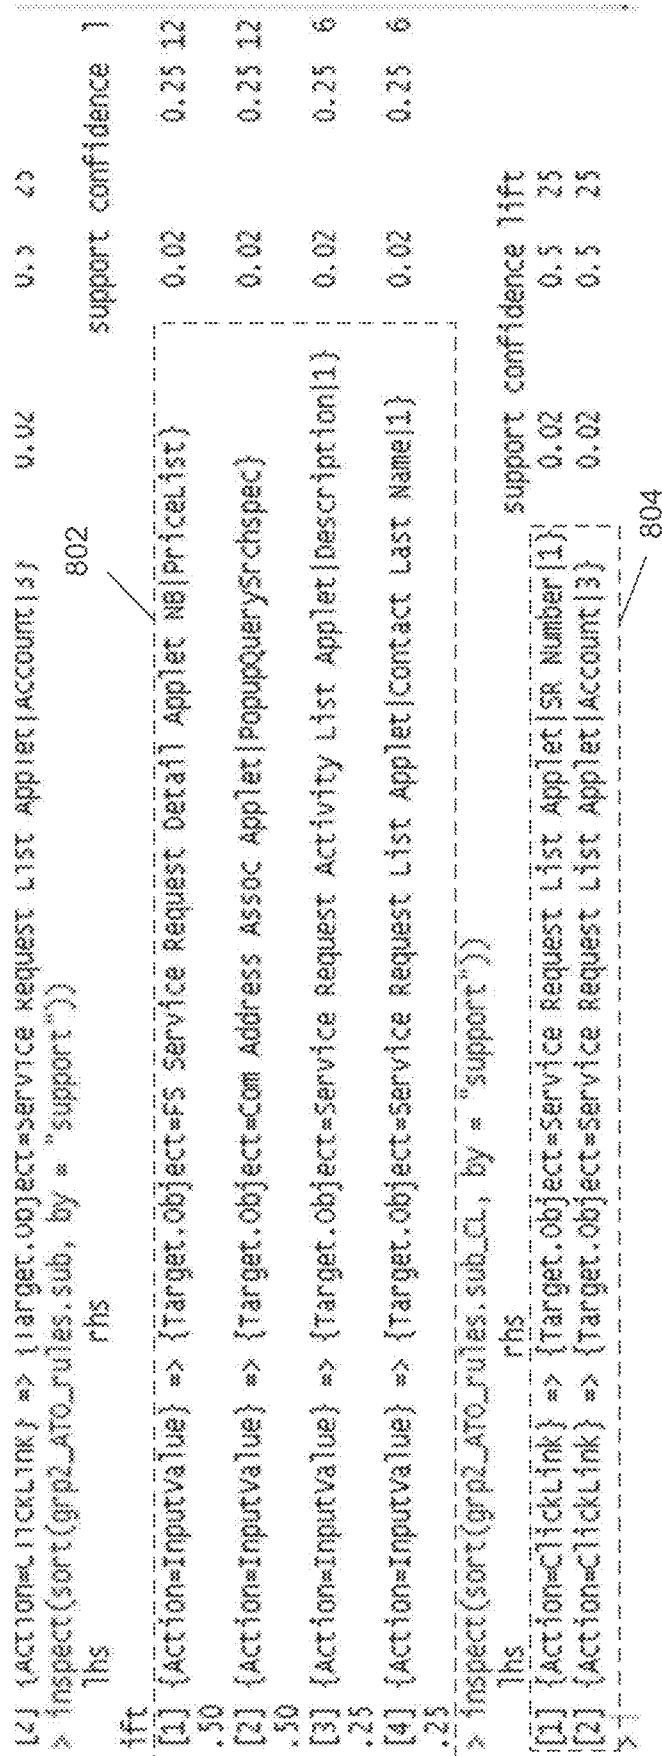 [2] {Action=ClickLink} => {Target.Object=Service Request List Applet|Account|3} 0.02 0.5 25
> inspect(sort(grp2_ATO_rules.sub, by = "support"))
lhs rhs support confidence l
ift
[1] {Action=InputValue} => {Target.Object=FS Service Request Detail Applet NB|PriceList} 0.02 0.25 12
.50
[2] {Action=InputValue} => {Target.Object=Com Address Assoc Applet|PopupQuerySrchspec} 0.02 0.25 12
.50
[3] {Action=InputValue} => {Target.Object=Service Request Activity List Applet|Description|1} 0.02 0.25 6
.25
[4] {Action=InputValue} => {Target.Object=Service Request List Applet|Contact Last Name|1} 0.02 0.25 6
.25
> inspect(sort(grp2_ATO_rules.sub_CL, by = "support"))
lhs rhs support confidence lift
[1] {Action=ClickLink} => {Target.Object=Service Request List Applet|SR Number|1} 0.02 0.5 25
[2] {Action=ClickLink} => {Target.Object=Service Request List Applet|Account|3} 0.02 0.5 25
>
802
804